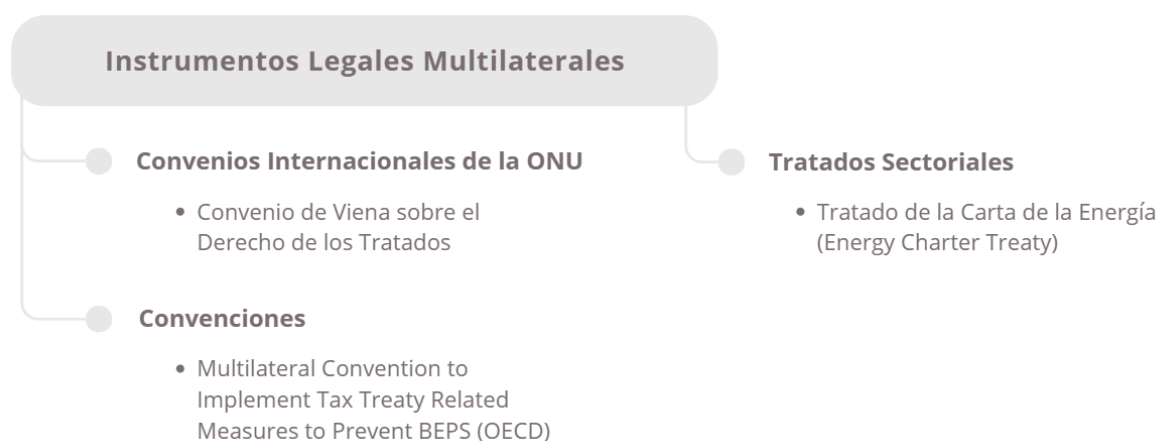 Instrumentos Legales Multilaterales
Convenios Internacionales de la ONU
• Convenio de Viena sobre el
Derecho de los Tratados
Convenciones
• Multilateral Convention to
Implement Tax Treaty Related
Measures to Prevent BEPS (OECD)
Tratados Sectoriales
• Tratado de la Carta de la Energía
(Energy Charter Treaty)